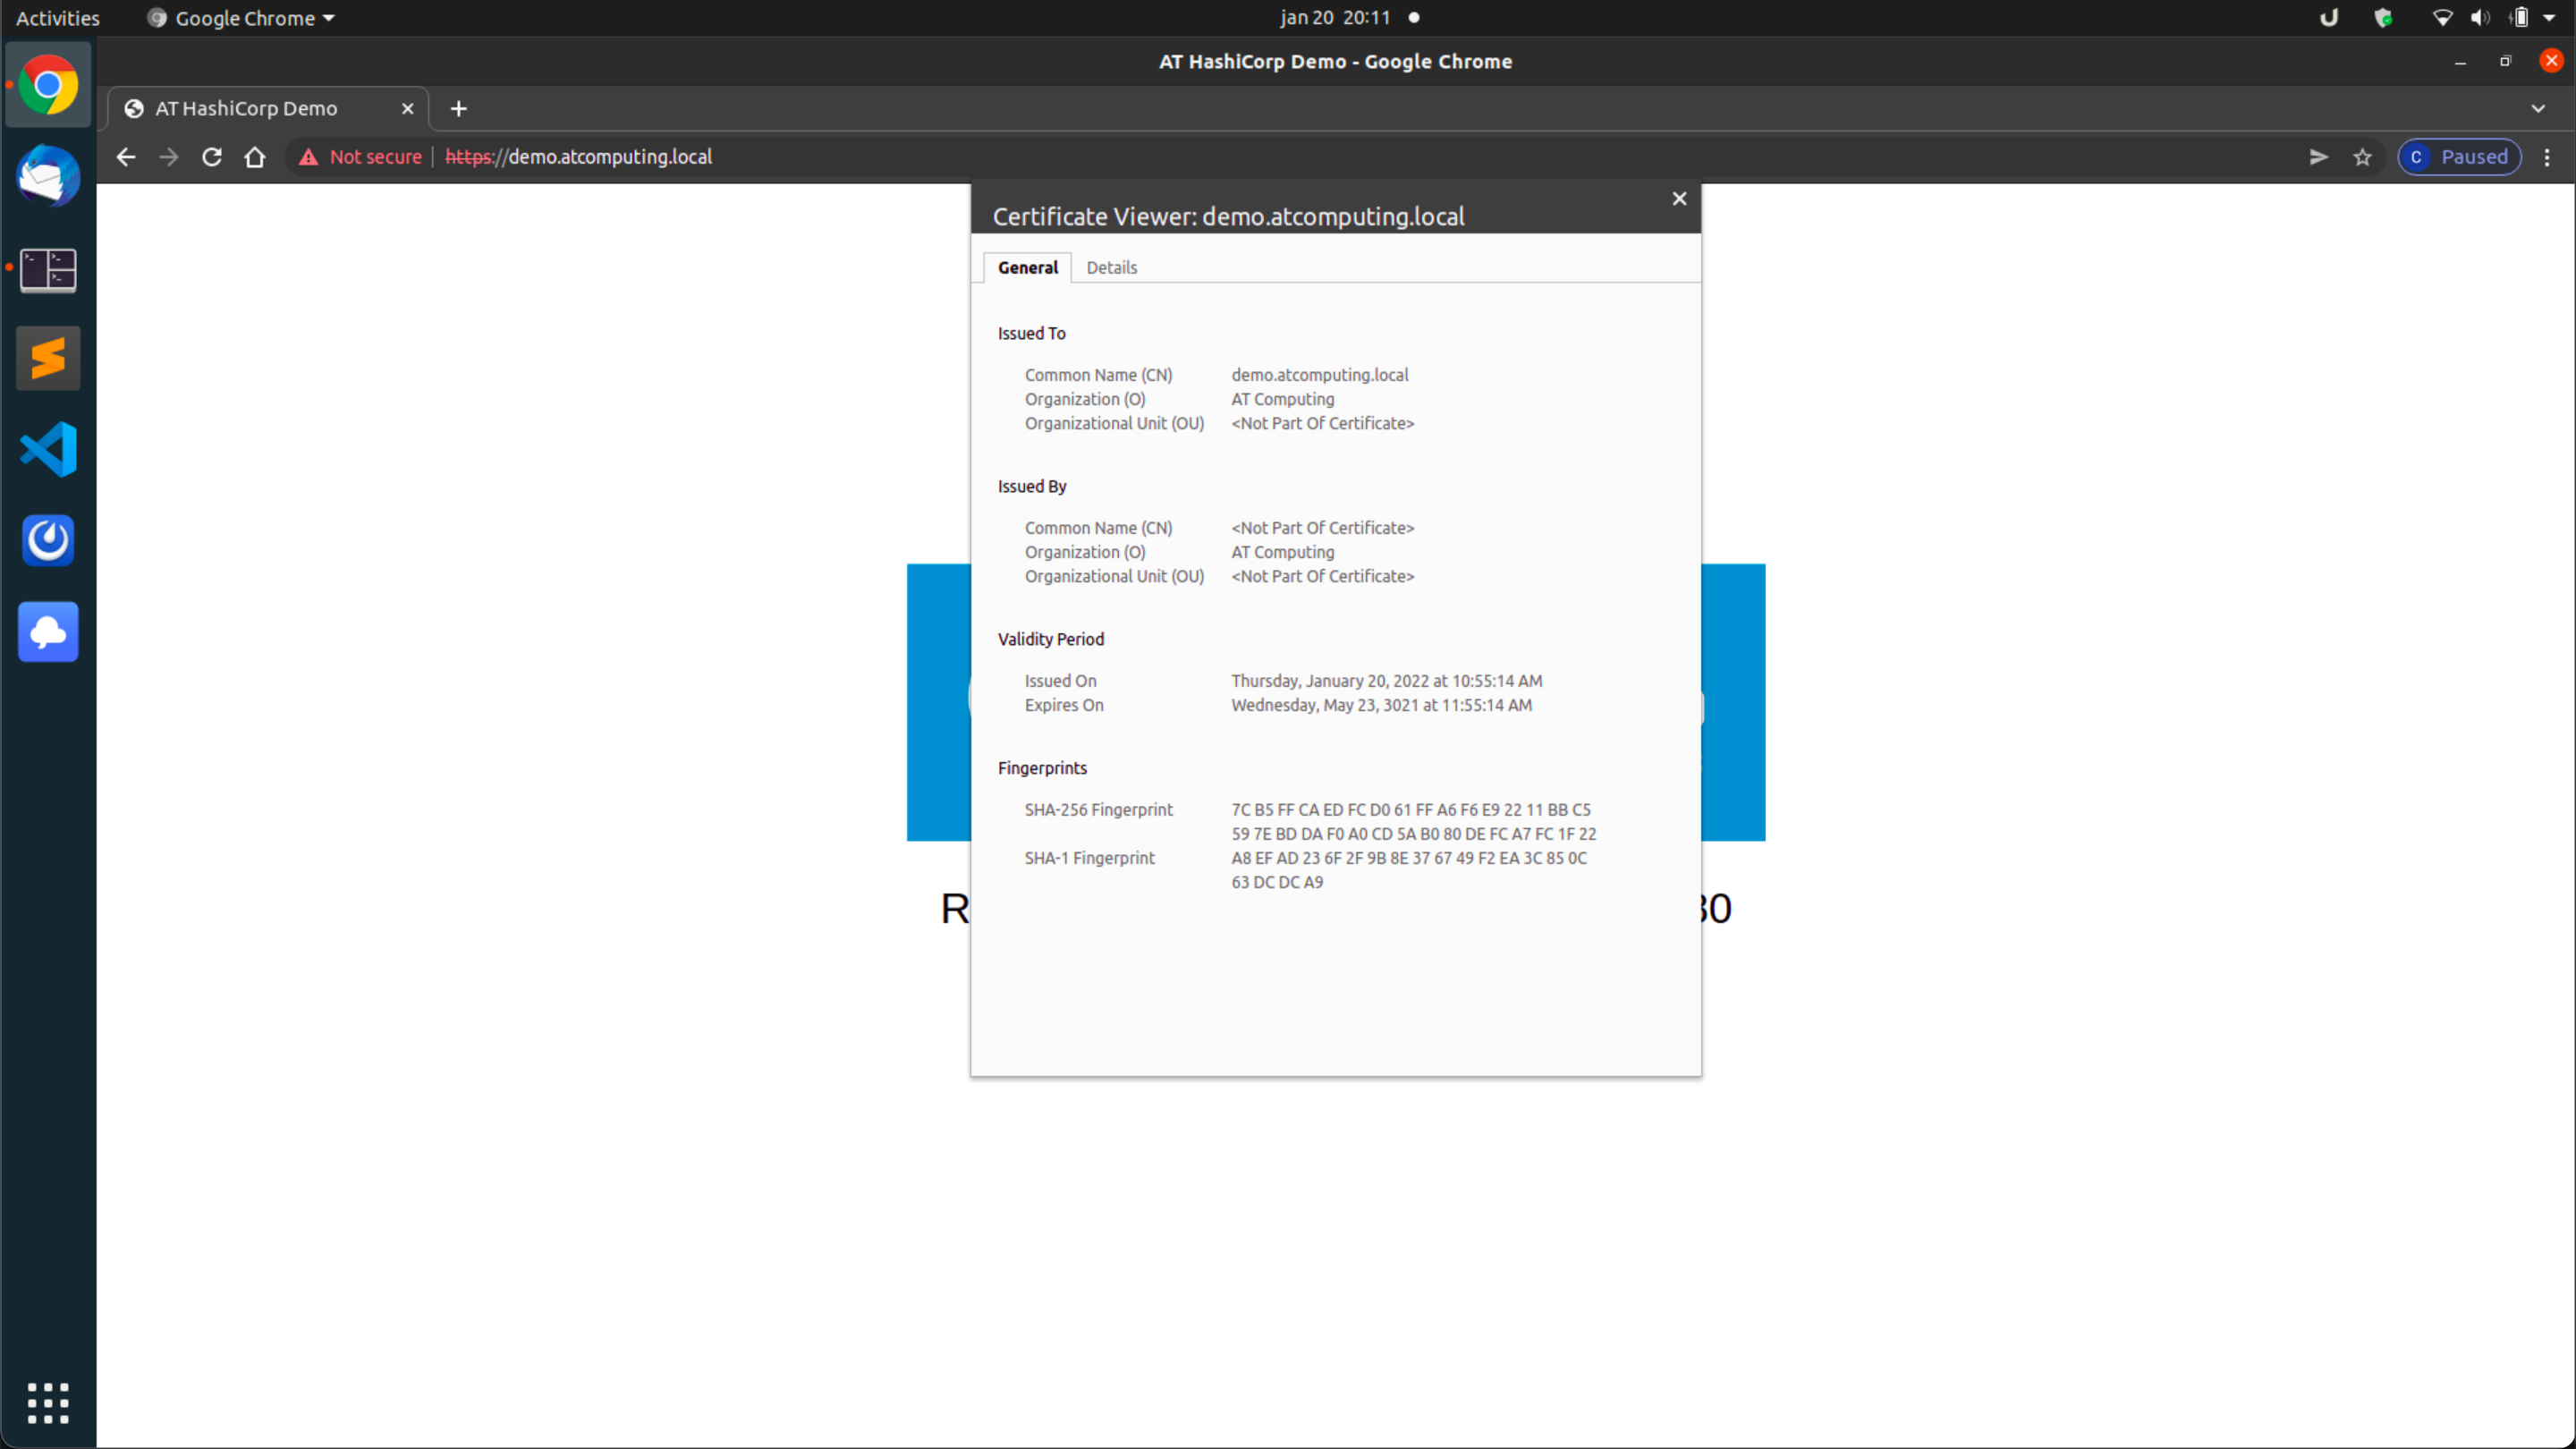 Activities Google Chrome jan 20 20:11
AT HashiCorp Demo - Google Chrome
AT HashiCorp Demo
Not secure https://demo.atcomputing.local C Paused
Certificate Viewer: demo.atcomputing.local
General Details
Issued To
Common Name (CN) demo.atcomputing.local
Organization (O) AT Computing
Organizational Unit (OU) <Not Part Of Certificate>
Issued By
Common Name (CN) <Not Part Of Certificate>
Organization (O) AT Computing
Organizational Unit (OU) <Not Part Of Certificate>
Validity Period
Issued On Thursday, January 20, 2022 at 10:55:14 AM
Expires On Wednesday, May 23, 3021 at 11:55:14 AM
Fingerprints
SHA-256 Fingerprint 7C B5 FF CA ED FC D0 61 FF A6 F6 E9 22 11 BB C5
59 7E BD DA F0 A0 CD 5A B0 80 DE FC A7 FC 1F 22
SHA-1 Fingerprint A8 EF AD 23 6F 2F 9B 8E 37 67 49 F2 EA 3C 85 0C
63 DC DC A9